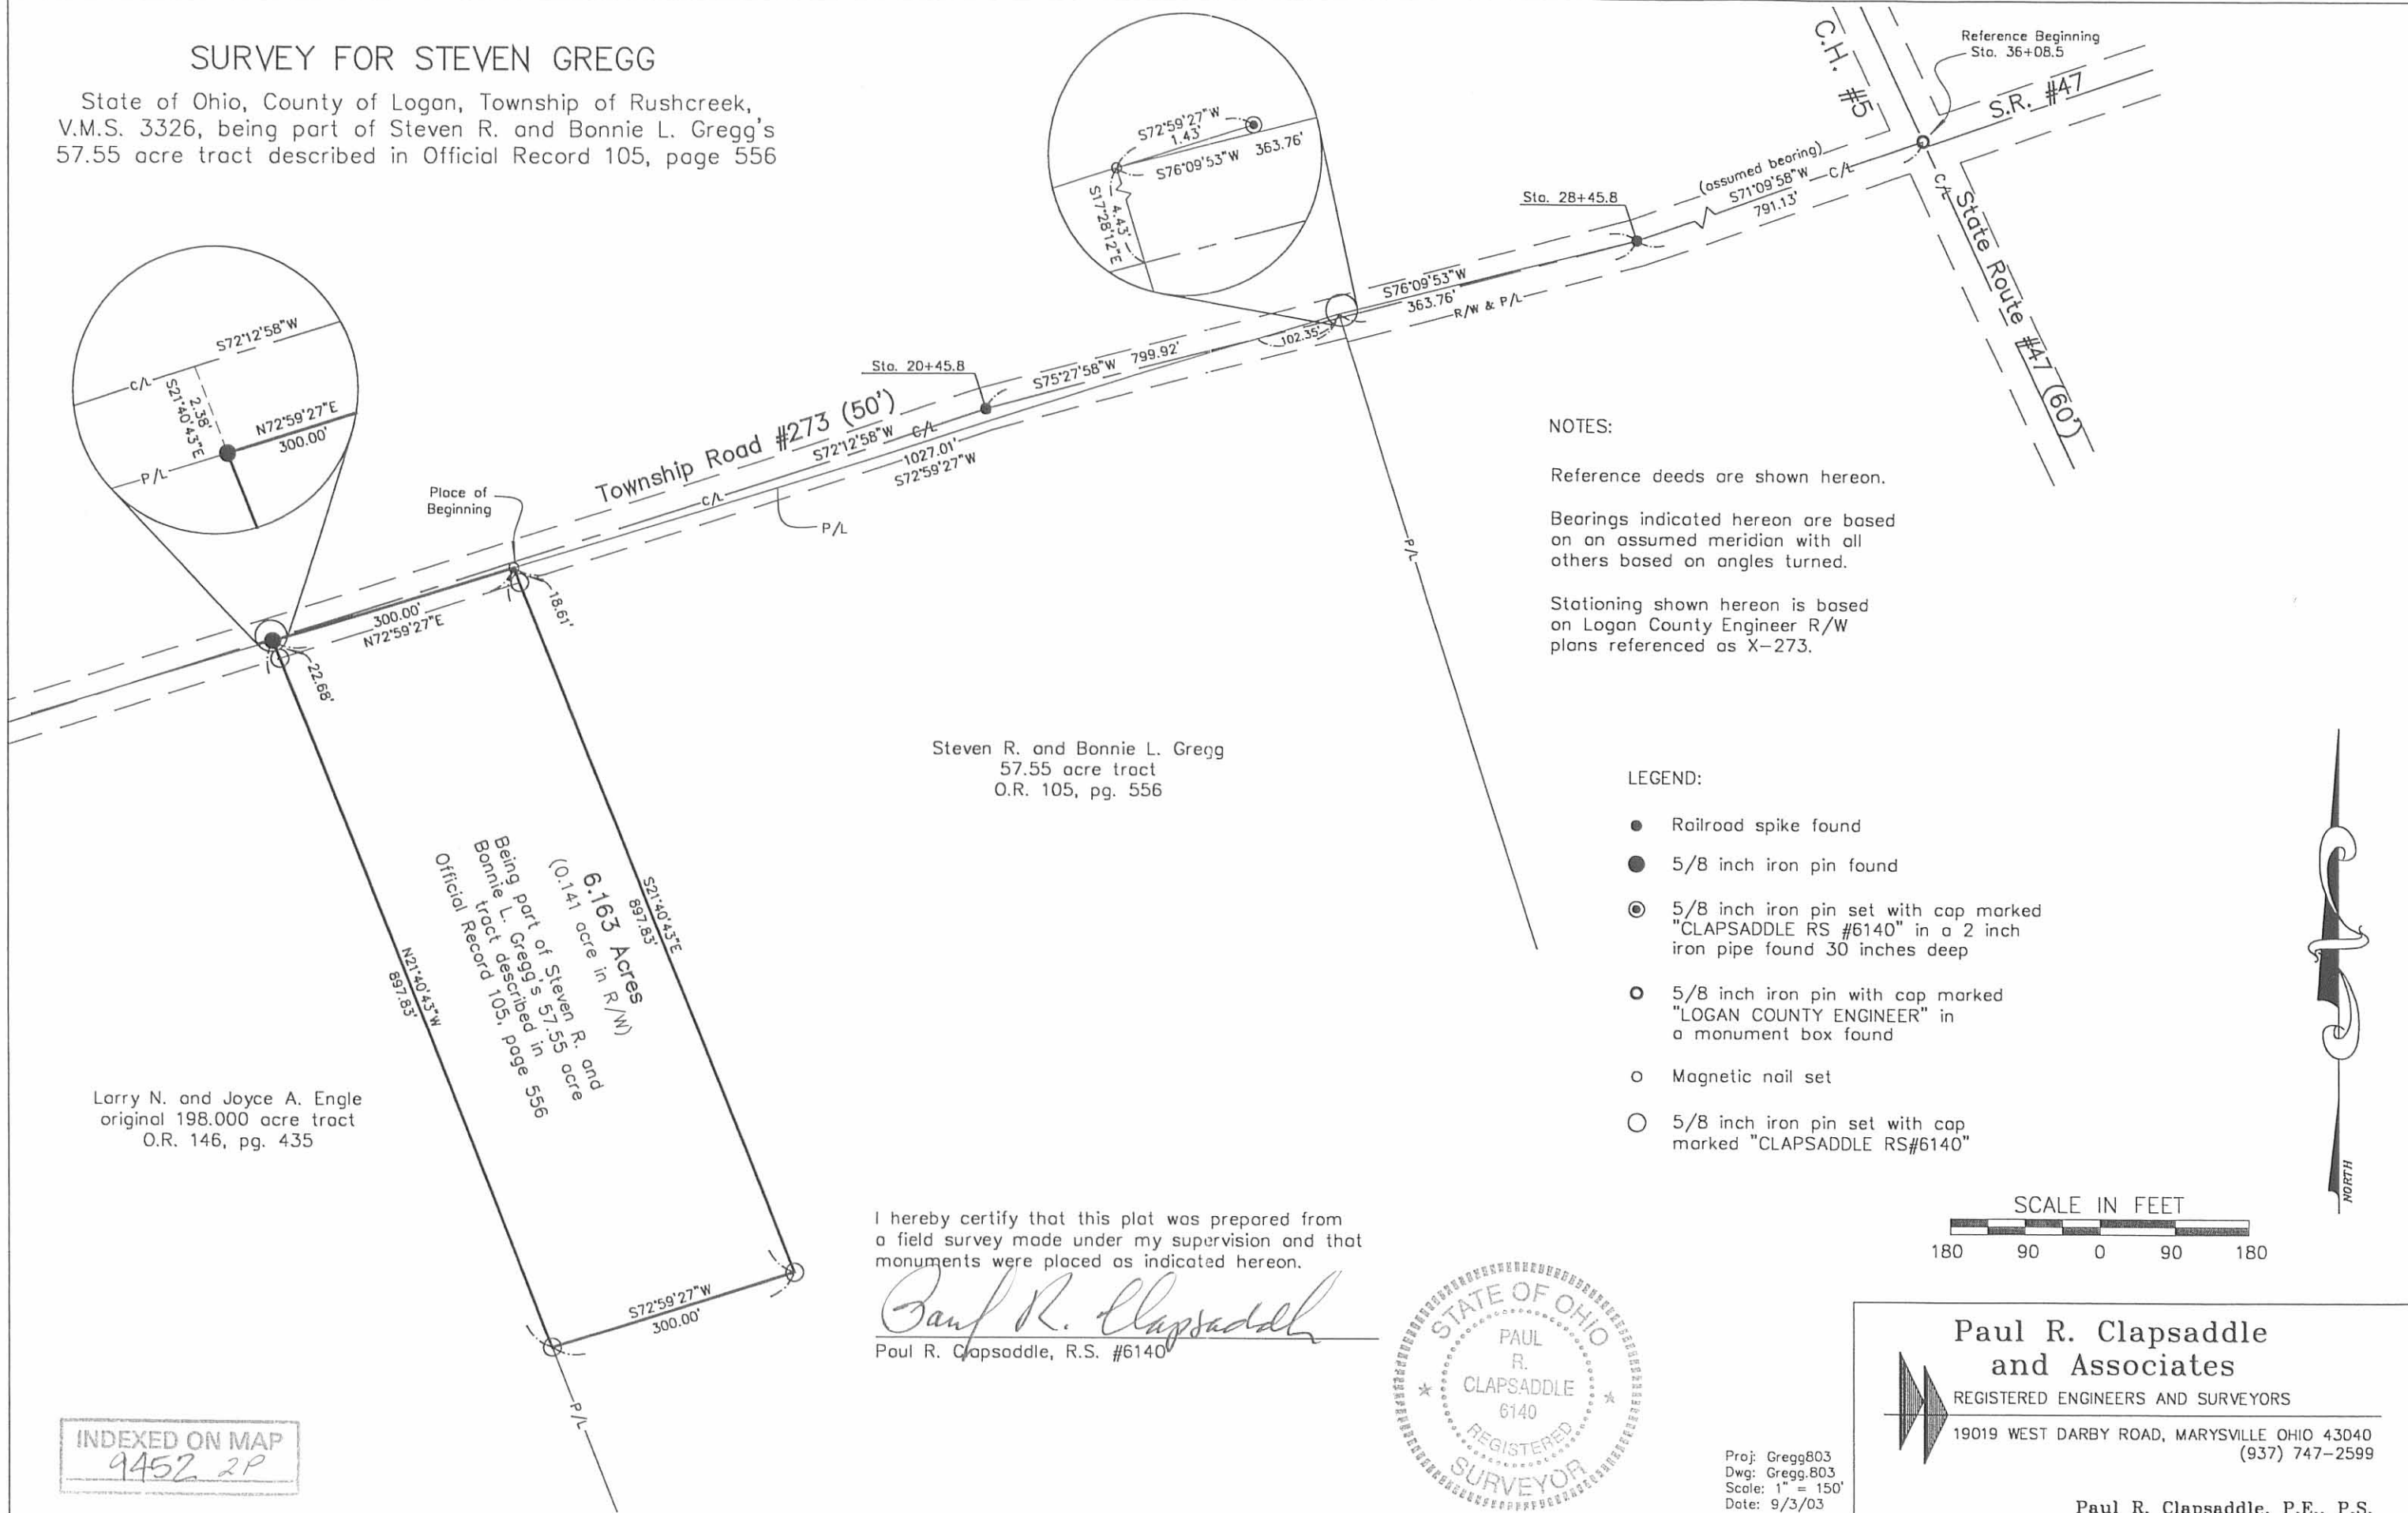 SURVEY FOR STEVEN GREGG
State of Ohio, County of Logan, Township of Rushcreek,
V.M.S. 3326, being part of Steven R. and Bonnie L. Gregg's
57.55 acre tract described in Official Record 105, page 556
S72°59'27"W
1.43'
S76°09'53"W 363.76'
4.43'
S17°28'12"E
C.H. #5
Reference Beginning
Sta. 36+08.5
S.R. #47
(assumed bearing)
S71°09'58"W C/L
791.13'
C/L State Route #47 (60')
Sta. 28+45.8
S76°09'53"W
363.76'
R/W & P/L
102.35'
S75°27'58"W 799.92'
Sta. 20+45.8
Township Road #273 (50')
S72°12'58"W C/L
1027.01'
S72°59'27"W
C/L
P/L
P/L
S72°12'58"W
C/L
S21°40'43"E
2.38'
N72°59'27"E
300.00'
P/L
Place of
Beginning
18.61'
300.00'
N72°59'27"E
22.68'
NOTES:
Reference deeds are shown hereon.
Bearings indicated hereon are based
on an assumed meridian with all
others based on angles turned.
Stationing shown hereon is based
on Logan County Engineer R/W
plans referenced as X-273.
Steven R. and Bonnie L. Gregg
57.55 acre tract
O.R. 105, pg. 556
S21°40'43"E
897.83'
6.163 Acres
(0.141 acre in R/W)
Being part of Steven R. and
Bonnie L. Gregg's 57.55 acre
tract described in
Official Record 105, page 556
N21°40'43"W
897.83'
Larry N. and Joyce A. Engle
original 198.000 acre tract
O.R. 146, pg. 435
S72°59'27"W
300.00'
P/L
LEGEND:
Railroad spike found
5/8 inch iron pin found
5/8 inch iron pin set with cap marked
"CLAPSADDLE RS #6140" in a 2 inch
iron pipe found 30 inches deep
5/8 inch iron pin with cap marked
"LOGAN COUNTY ENGINEER" in
a monument box found
Magnetic nail set
5/8 inch iron pin set with cap
marked "CLAPSADDLE RS#6140"
NORTH
SCALE IN FEET
180 90 0 90 180
I hereby certify that this plat was prepared from
a field survey made under my supervision and that
monuments were placed as indicated hereon.
Paul R. Clapsaddle
Paul R. Clapsaddle, R.S. #6140
STATE OF OHIO
PAUL
R.
CLAPSADDLE
6140
REGISTERED
SURVEYOR
INDEXED ON MAP
9452 2P
Proj: Gregg803
Dwg: Gregg.803
Scale: 1" = 150'
Date: 9/3/03
Paul R. Clapsaddle
and Associates
REGISTERED ENGINEERS AND SURVEYORS
19019 WEST DARBY ROAD, MARYSVILLE OHIO 43040
(937) 747-2599
Paul R. Clapsaddle, P.E., P.S.